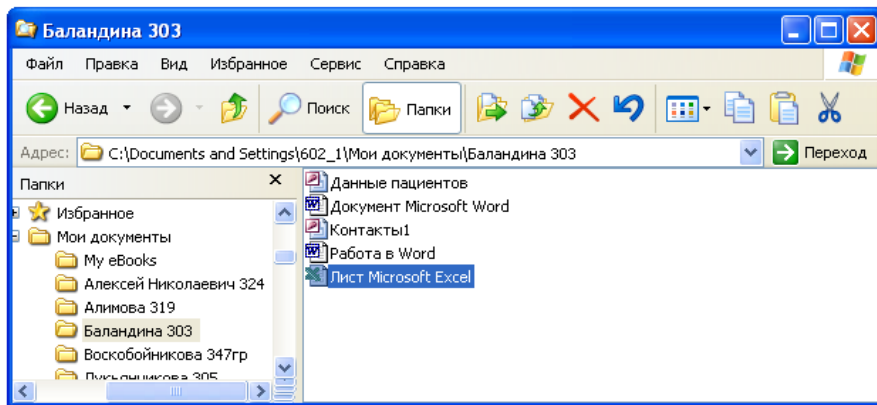 Баландина 303
Файл Правка Вид Избранное Сервис Справка
Назад Поиск Папки
Адрес: C:\Documents and Settings\602_1\Мои документы\Баландина 303 Переход
Папки
Избранное
Мои документы
My eBooks
Алексей Николаевич 324
Алимова 319
Баландина 303
Воскобойникова 347гр
Лукьянчикова 305
Данные пациентов
Документ Microsoft Word
Контакты1
Работа в Word
Лист Microsoft Excel